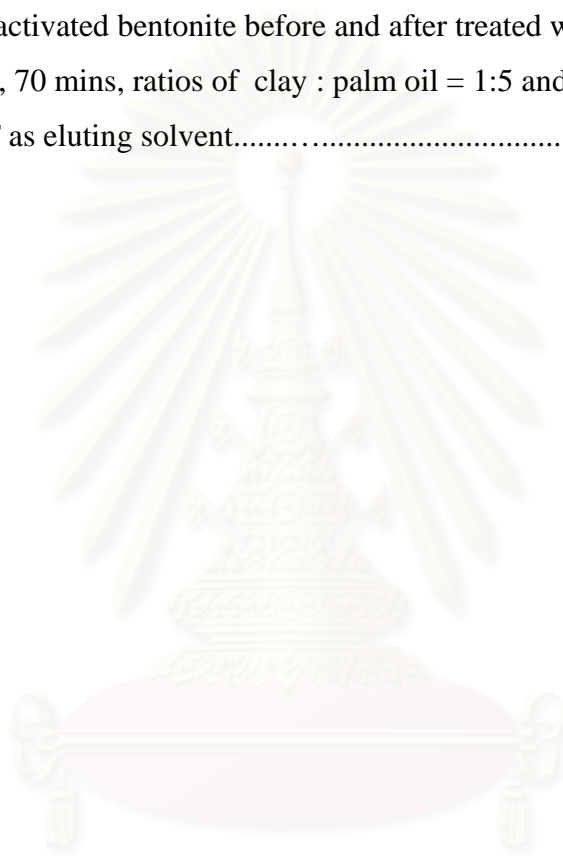 activated bentonite before and after treated w
, 70 mins, ratios of clay : palm oil = 1:5 and
as eluting solvent.......…....................................